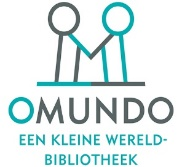 OMUNDO
EEN KLEINE WERELD-
BIBLIOTHEEK